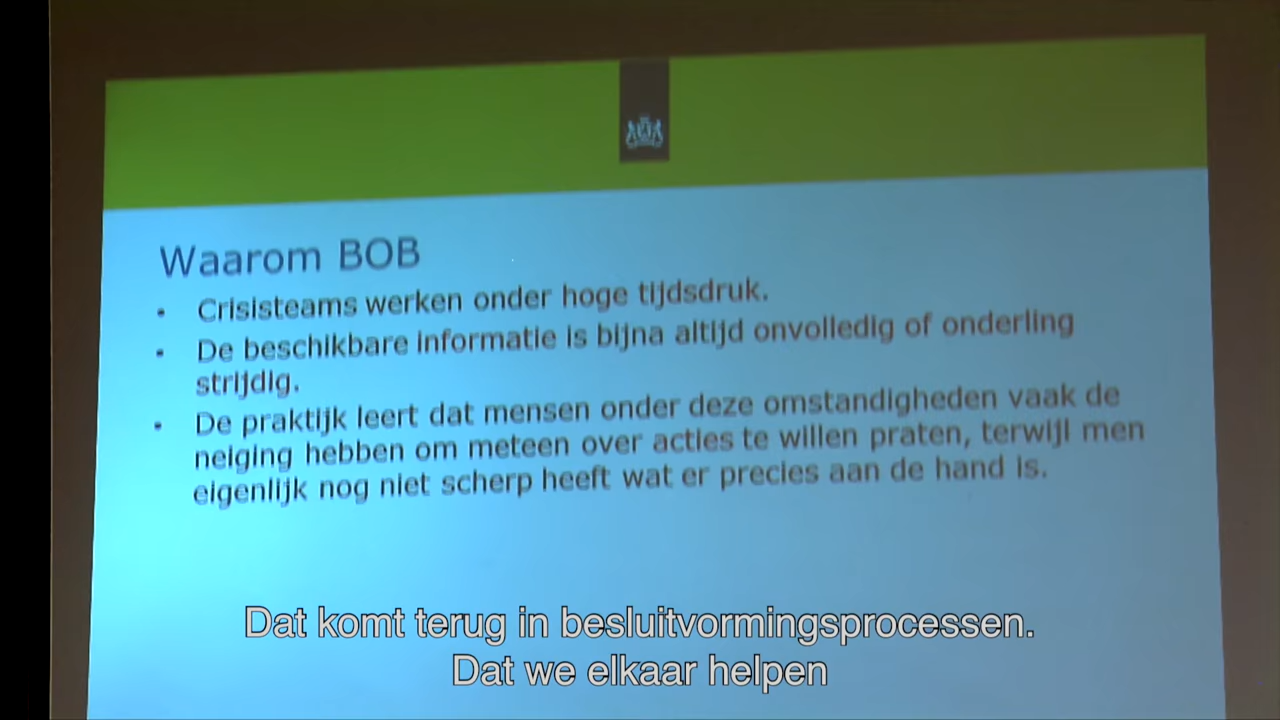 Waarom BOB
• Crisisteams werken onder hoge tijdsdruk.
• De beschikbare informatie is bijna altijd onvolledig of onderling
strijdig.
• De praktijk leert dat mensen onder deze omstandigheden vaak de
neiging hebben om meteen over acties te willen praten, terwijl men
eigenlijk nog niet scherp heeft wat er precies aan de hand is.
Dat komt terug in besluitvormingsprocessen.
Dat we elkaar helpen